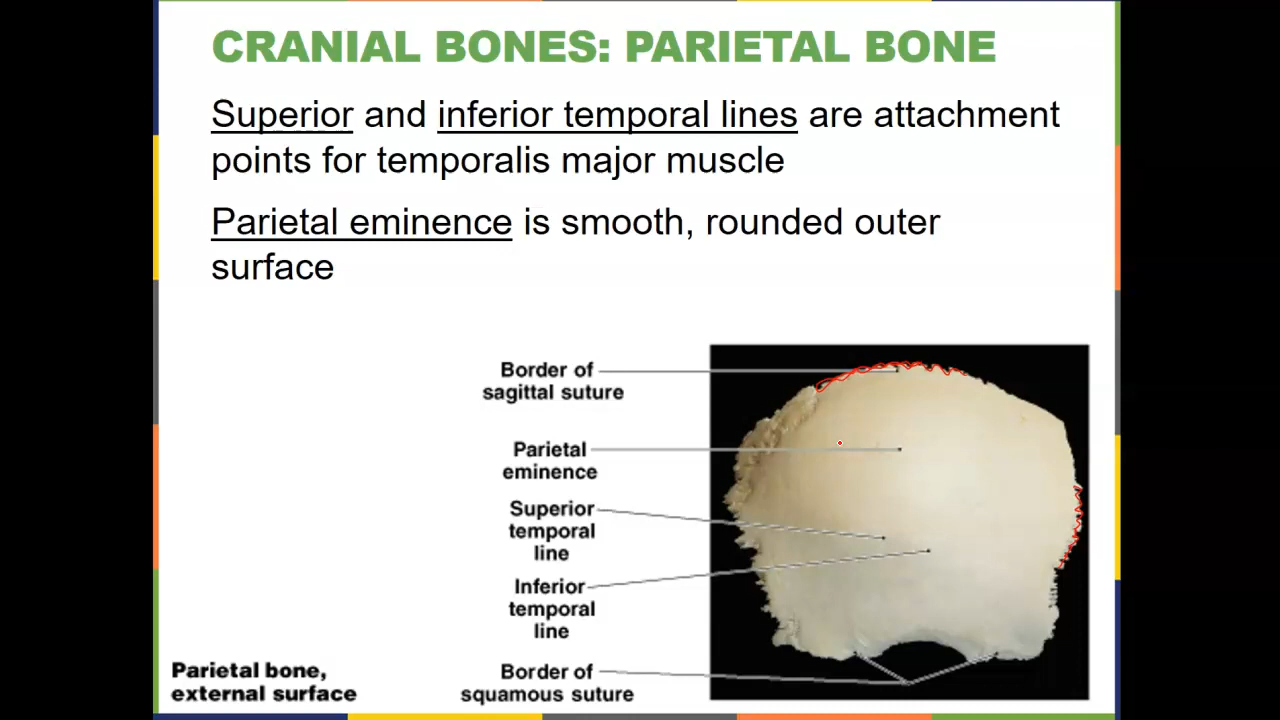 CRANIAL BONES: PARIETAL BONE
Superior and inferior temporal lines are attachment
points for temporalis major muscle
Parietal eminence is smooth, rounded outer
surface
Border of
sagittal suture
Parietal
eminence
Superior
temporal
line
Inferior
temporal
line
Border of
squamous suture
Parietal bone,
external surface